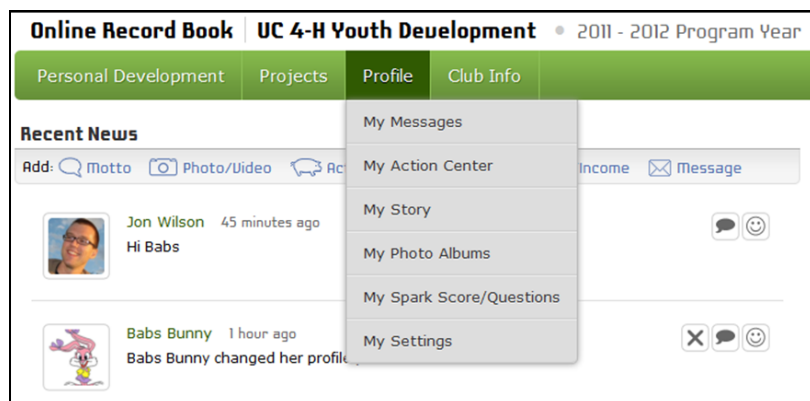 Online Record Book | UC 4-H Youth Development • 2011 - 2012 Program Year
Personal Development Projects Profile Club Info
My Messages
My Action Center
My Story
My Photo Albums
My Spark Score/Questions
My Settings
Recent News
Add: Motto Photo/Video Ac Income Message
Jon Wilson 45 minutes ago
Hi Babs
Babs Bunny 1 hour ago
Babs Bunny changed her profile